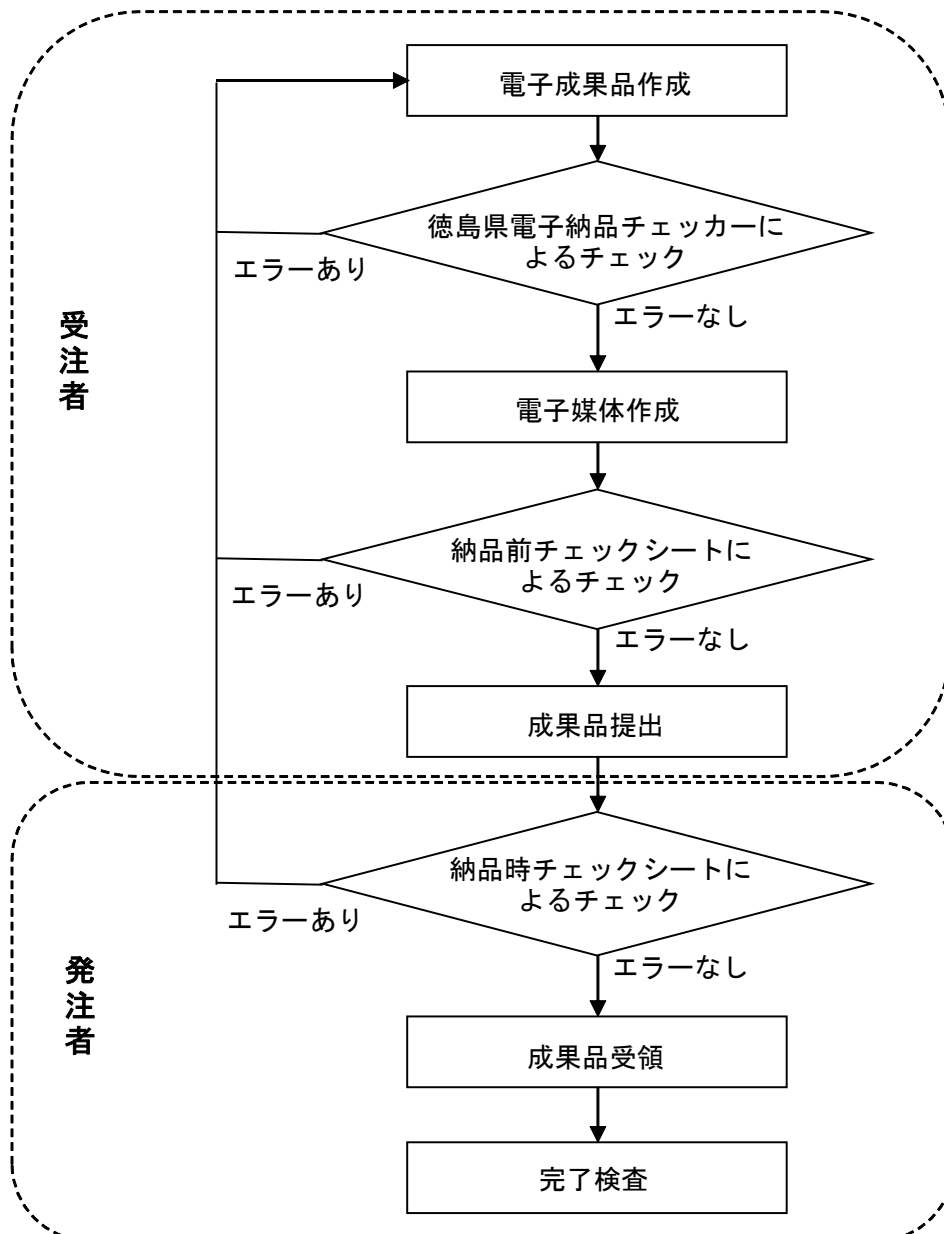 電子成果品作成
徳島県電子納品チェッカーに
よるチェック
エラーあり
エラーなし
受注者
電子媒体作成
納品前チェックシートに
よるチェック
エラーあり
エラーなし
成果品提出
納品時チェックシートに
よるチェック
エラーあり
エラーなし
発注者
成果品受領
完了検査